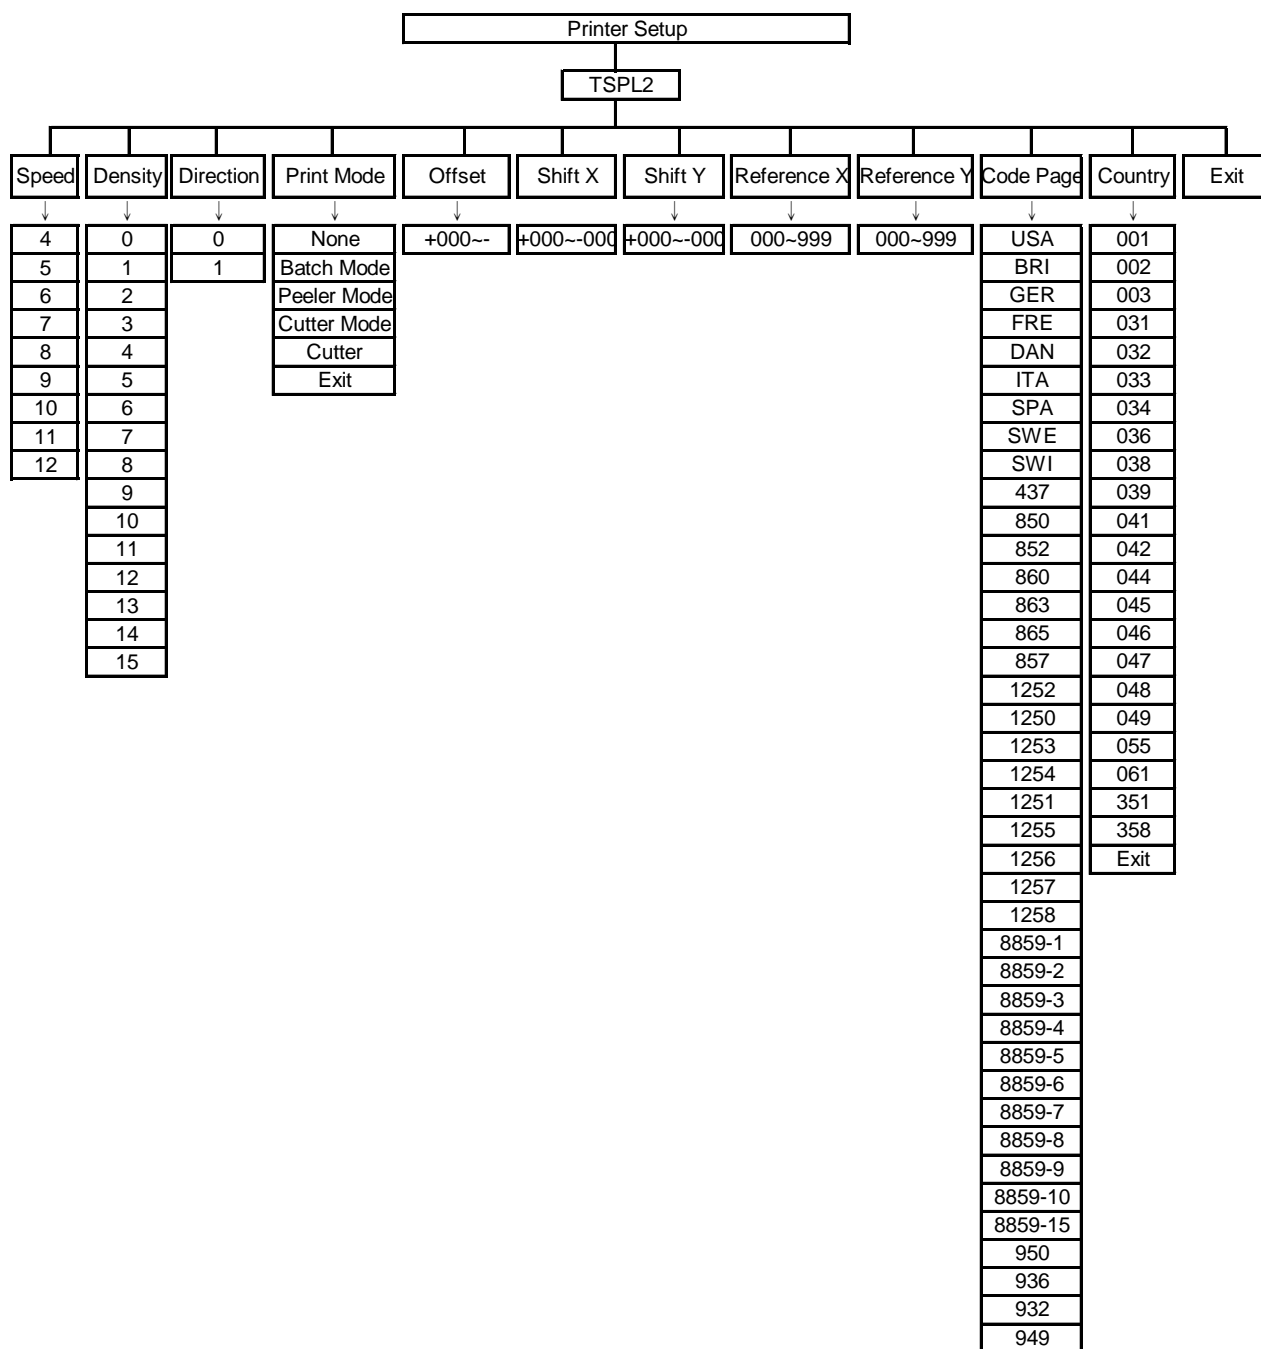 Printer Setup
TSPL2
Speed Density Direction Print Mode Offset Shift X Shift Y Reference X Reference Y Code Page Country Exit
4 0 0 None +000~- +000~-000 +000~-000 000~999 000~999 USA 001
5 1 1 Batch Mode BRI 002
6 2 Peeler Mode GER 003
7 3 Cutter Mode FRE 031
8 4 Cutter DAN 032
9 5 Exit ITA 033
10 6 SPA 034
11 7 SWE 036
12 8 SWI 038
9 437 039
10 850 041
11 852 042
12 860 044
13 863 045
14 865 046
15 857 047
1252 048
1250 049
1253 055
1254 061
1251 351
1255 358
1256 Exit
1257
1258
8859-1
8859-2
8859-3
8859-4
8859-5
8859-6
8859-7
8859-8
8859-9
8859-10
8859-15
950
936
932
949